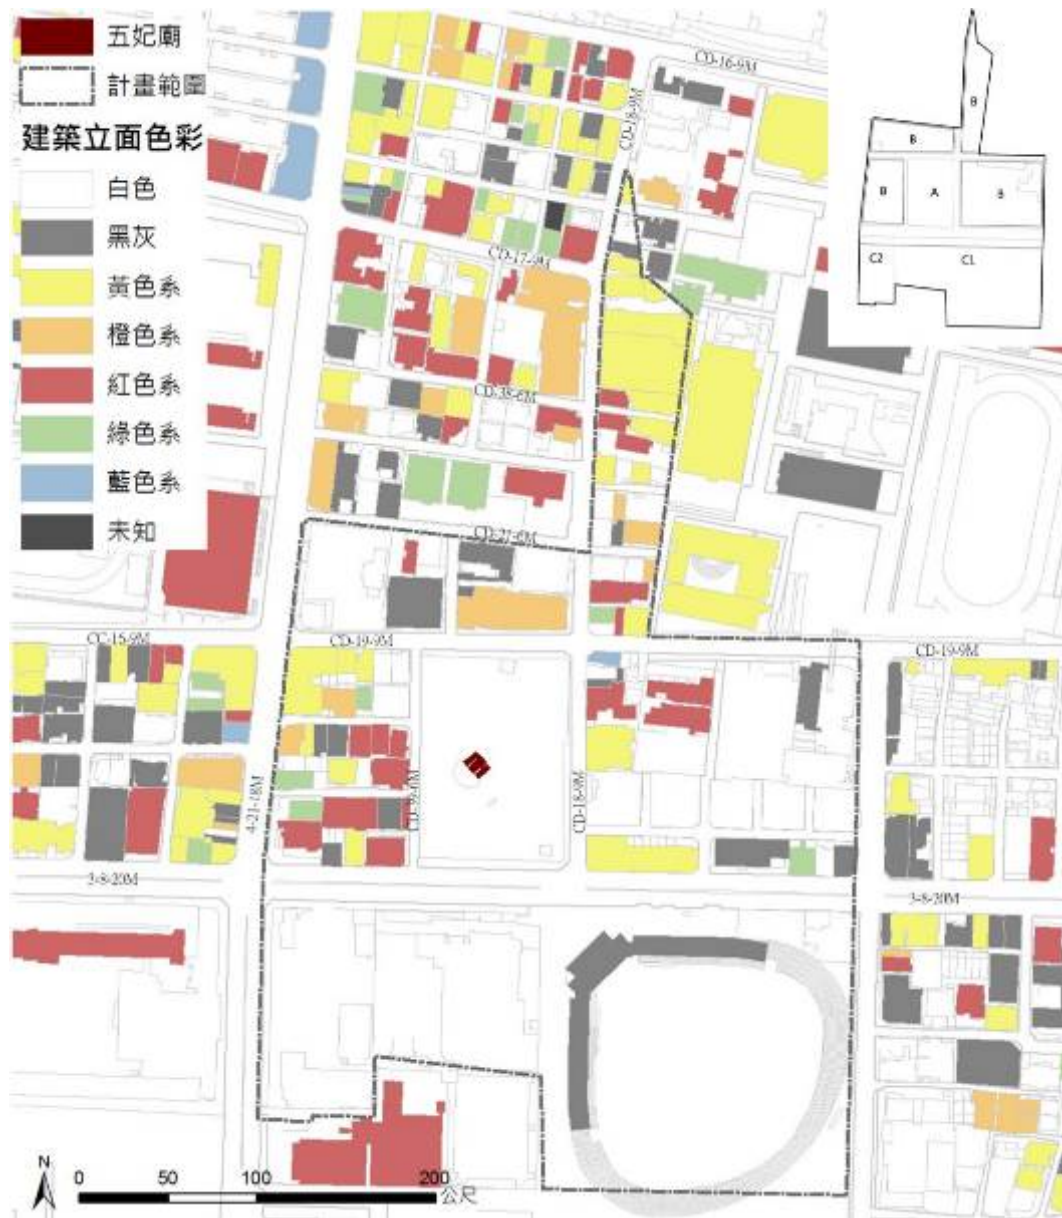 五妃廟
計畫範圍
建築立面色彩
白色
黑灰
黃色系
橙色系
紅色系
綠色系
藍色系
未知
CD-16-9M
CD-18-9M
B
B
B
A
B
C2
C1
CD-17-9M
CD-38-6M
CD-27-6M
CC-15-9M
CD-19-9M
CD-19-9M
4-21-18M
CD-18-9M
3-8-20M
3-8-20M
N
0
50
100
200
公尺